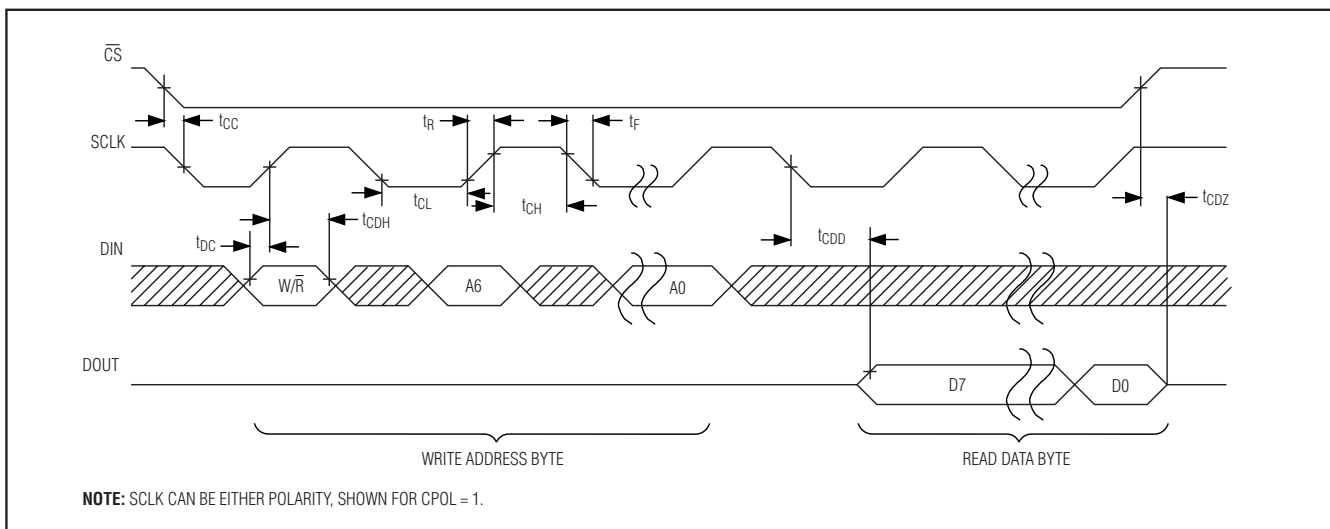 C̅S̅
tCC
tR
tF
SCLK
tCL
tCH
tCDZ
tCDH
tDC
tCDD
DIN
W/R̅
A6
A0
DOUT
D7
D0
WRITE ADDRESS BYTE
READ DATA BYTE
NOTE: SCLK CAN BE EITHER POLARITY, SHOWN FOR CPOL = 1.